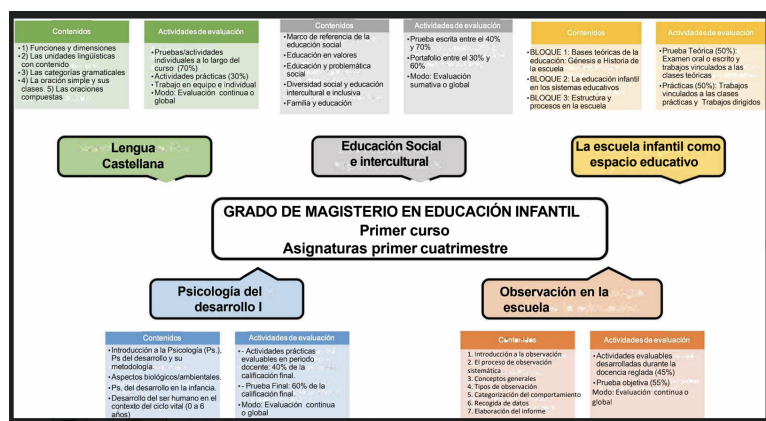 Contenidos
•1) Funciones y dimensiones
2) Las unidades lingüísticas
con contenido
•3) Las categorías gramaticales
•4) La oración simple y sus
clases. 5) Las oraciones
compuestas
Actividades de evaluación
•Pruebas/actividades
individuales a lo largo del
curso (70%)
•Actividades prácticas (30%)
•Trabajo en equipo e individual
•Modo: Evaluación continua o
global
Contenidos
•Marco de referencia de la
educación social
•Educación en valores
•Educación y problemática
social
•Diversidad social y educación
intercultural e inclusiva
•Familia y educación
Actividades de evaluación
•Prueba escrita entre el 40%
y 70%
•Portafolio entre el 30% y
60%
•Modo: Evaluación
sumativa o global
Contenidos
•BLOQUE 1: Bases teóricas de la
educación: Génesis e Historia de
la escuela
•BLOQUE 2: La educación infantil
en los sistemas educativos
•BLOQUE 3: Estructura y
procesos en la escuela
Actividades de evaluación
•Prueba Teórica (50%):
Examen oral o escrito y
trabajos vinculados a las
clases teóricas
•Prácticas (50%): Trabajos
vinculados a las clases
prácticas y Trabajos dirigidos
Lengua
Castellana
Educación Social
e intercultural
La escuela infantil como
espacio educativo
GRADO DE MAGISTERIO EN EDUCACIÓN INFANTIL
Primer curso
Asignaturas primer cuatrimestre
Psicología del
desarrollo I
Observación en la
escuela
Contenidos
•Introducción a la Psicología (Ps.),
Ps del desarrollo y su
metodología.
•Aspectos biológicos/ambientales.
•Ps. del desarrollo en la infancia.
•Desarrollo del ser humano en el
contexto del ciclo vital (0 a 6
años)
Actividades de evaluación
•- Actividades prácticas
evaluables en periodo
docente: 40% de la
calificación final.
•- Prueba Final: 60% de la
calificación final.
•Modo: Evaluación continua
o global
Contenidos
1. Introducción a la observación
2. El proceso de observación
sistemática
3. Conceptos generales
4. Tipos de observación
5. Categorización del comportamiento
6. Recogida de datos
7. Elaboración del informe
Actividades de evaluación
•Actividades evaluables
desarrolladas durante la
docencia reglada (45%)
•Prueba objetiva (55%)
•Modo: Evaluación continua o
global